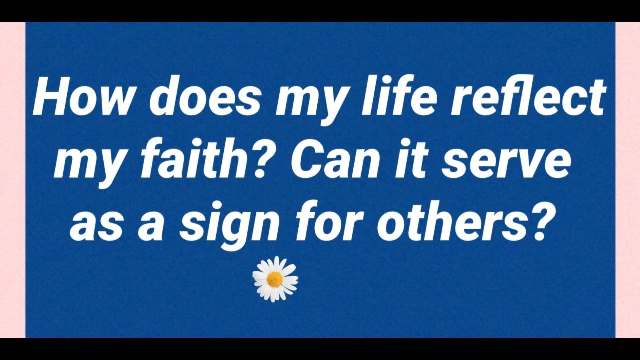 How does my life reflect
my faith? Can it serve
as a sign for others?